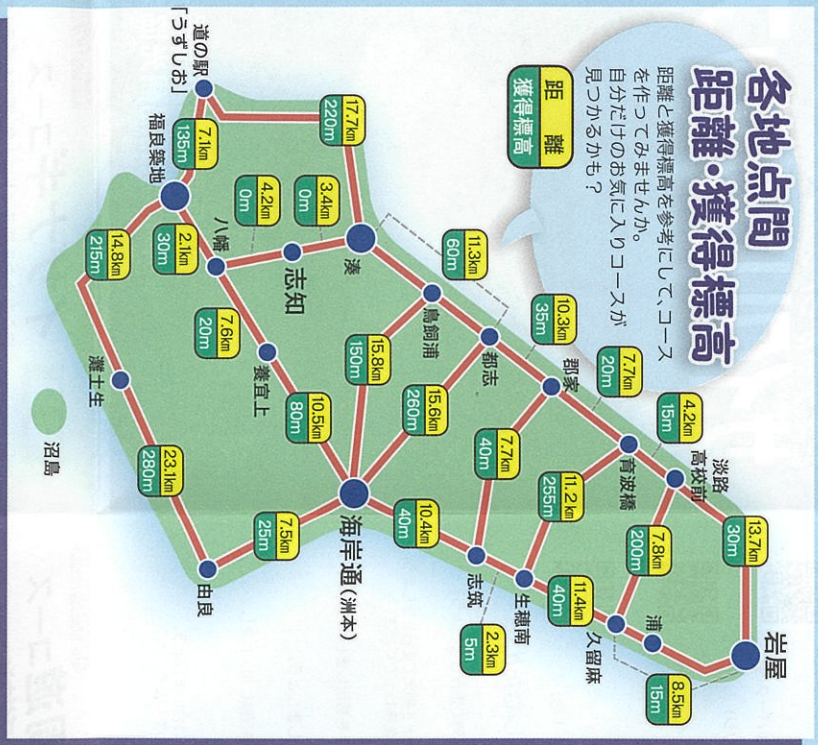 各地点間
距離・獲得標高
距離と獲得標高を参考にして、コース
を作ってみませんか。
自分だけのお気に入りコースが
見つかるかも?
距 離
獲得標高
岩屋
13.7km
30m
8.5km
15m
浦
久留麻
淡路
高校前
4.2km
15m
7.8km
200m
11.4km
40m
育波橋
7.7km
20m
11.2km
255m
生穂南
2.3km
5m
志筑
郡家
10.3km
35m
7.7km
40m
10.4km
40m
都志
15.6km
260m
海岸通(洲本)
鳥飼浦
11.3km
60m
15.8km
150m
湊
17.7km
220m
3.4km
0m
志知
4.2km
0m
八幡
7.6km
20m
養宜上
10.5km
80m
7.5km
25m
由良
道の駅
「うずしお」
7.1km
135m
福良築地
2.1km
30m
14.8km
215m
灘土生
23.1km
280m
沼島